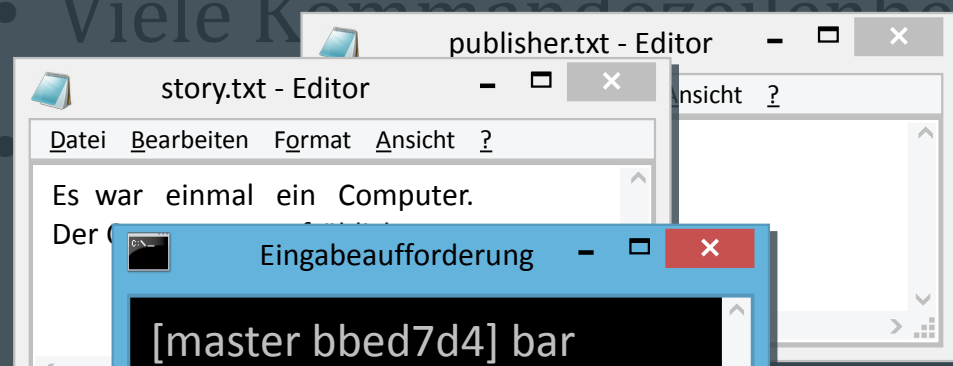 • Viele
publisher.txt - Editor
nsicht ?
story.txt - Editor
Datei Bearbeiten Format Ansicht ?
Es war einmal ein Computer.
Der
Eingabeaufforderung
[master bbed7d4] bar